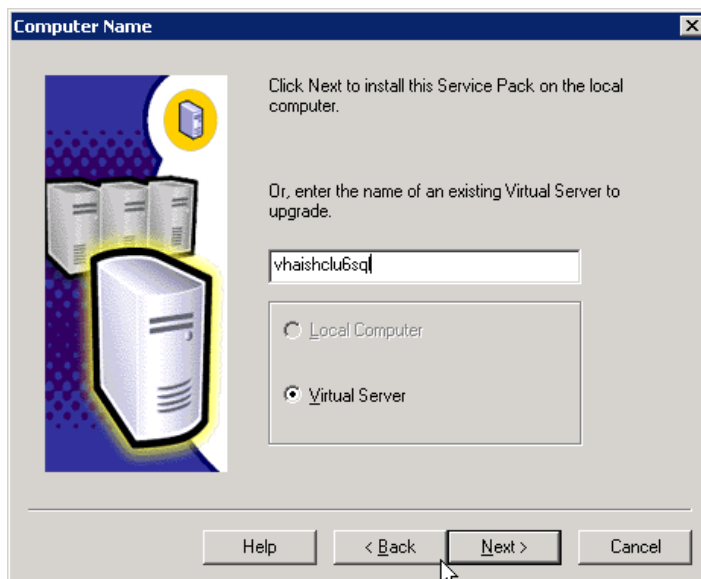 Computer Name
Click Next to install this Service Pack on the local
computer.
Or, enter the name of an existing Virtual Server to
upgrade.
vhaishclu6sql
Local Computer
Virtual Server
Help
< Back
Next >
Cancel